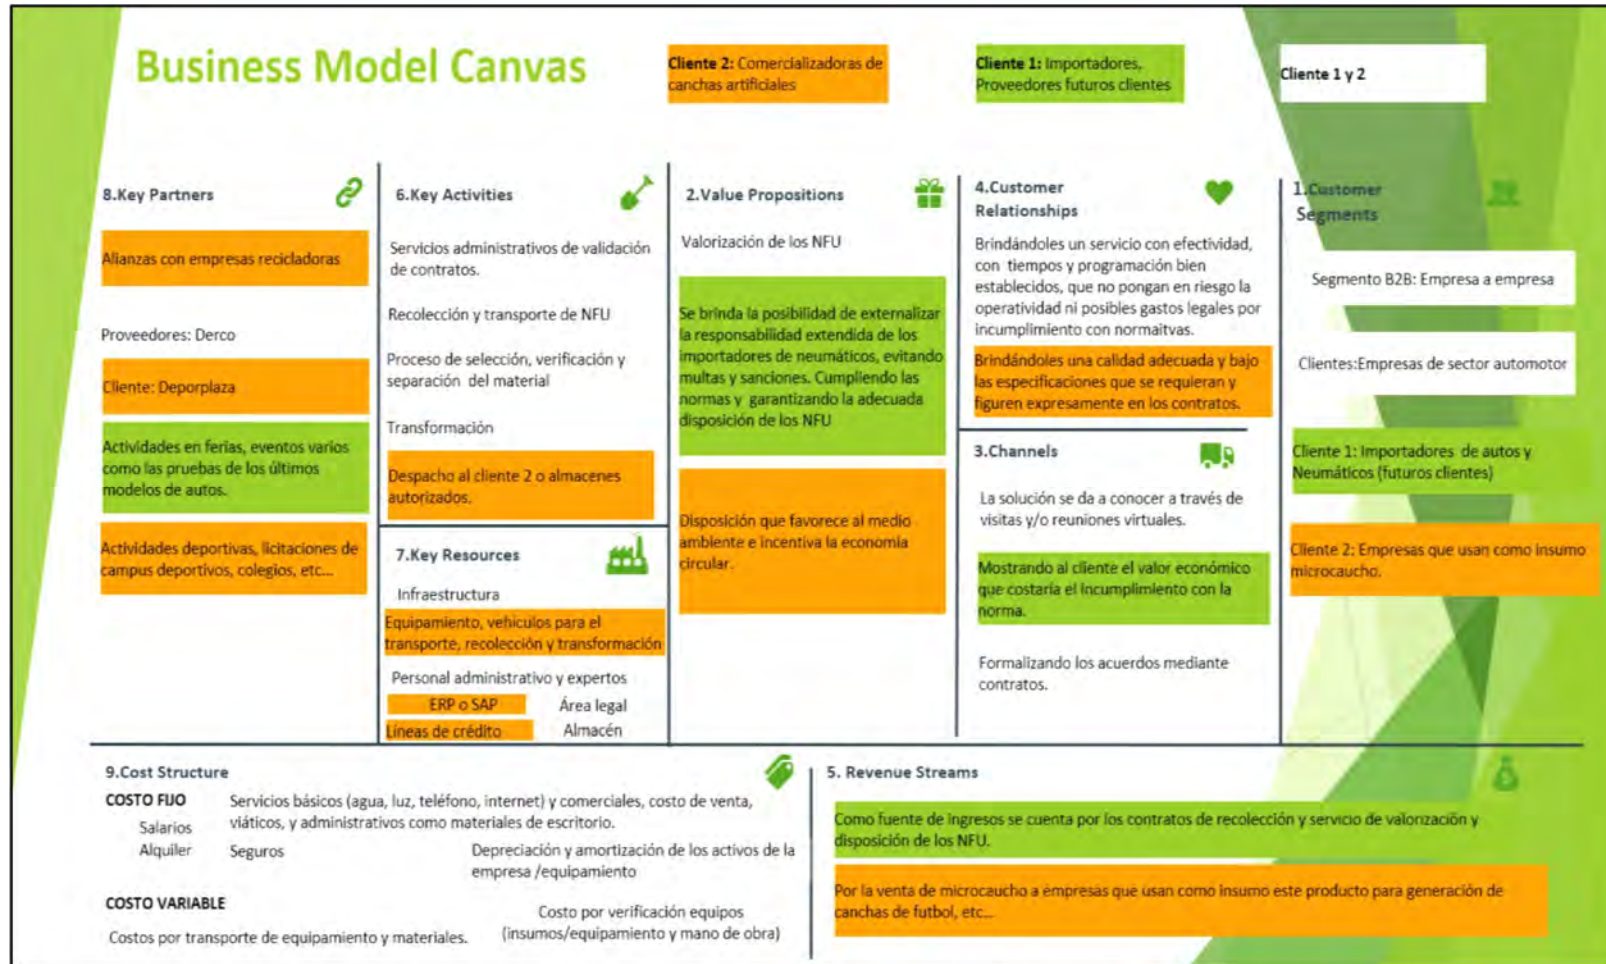 Business Model Canvas
Cliente 2: Comercializadoras de
canchas artificiales
Cliente 1: Importadores,
Proveedores futuros clientes
Cliente 1 y 2
8.Key Partners
Alianzas con empresas recicladoras
Proveedores: Derco
Cliente: Deporplaza
Actividades en ferias, eventos varios
como las pruebas de los últimos
modelos de autos.
Actividades deportivas, licitaciones de
campus deportivos, colegios, etc...
6.Key Activities
Servicios administrativos de validación
de contratos.
Recolección y transporte de NFU
Proceso de selección, verificación y
separación del material
Transformación
Despacho al cliente 2 o almacenes
autorizados.
7.Key Resources
Infraestructura
Equipamiento, vehículos para el
transporte, recolección y transformación
Personal administrativo y expertos
ERP o SAP
Área legal
Líneas de crédito
Almacén
2.Value Propositions
Valorización de los NFU
Se brinda la posibilidad de externalizar
la responsabilidad extendida de los
importadores de neumáticos, evitando
multas y sanciones. Cumpliendo las
normas y garantizando la adecuada
disposición de los NFU
Disposición que favorece al medio
ambiente e incentiva la economía
circular.
4.Customer
Relationships
Brindándoles un servicio con efectividad,
con tiempos y programación bien
establecidos, que no pongan en riesgo la
operatividad ni posibles gastos legales por
incumplimiento con normaitvas.
Brindándoles una calidad adecuada y bajo
las especificaciones que se requieran y
figuren expresamente en los contratos.
3.Channels
La solución se da a conocer a través de
visitas y/o reuniones virtuales.
Mostrando al cliente el valor económico
que costaría el incumplimiento con la
norma.
Formalizando los acuerdos mediante
contratos.
1.Customer
Segments
Segmento B2B: Empresa a empresa
Clientes:Empresas de sector automotor
Cliente 1: Importadores de autos y
Neumáticos (futuros clientes)
Cliente 2: Empresas que usan como insumo
microcaucho.
9.Cost Structure
COSTO FIJO
Salarios
Alquiler
Servicios básicos (agua, luz, teléfono, internet) y comerciales, costo de venta,
viáticos, y administrativos como materiales de escritorio.
Seguros
Depreciación y amortización de los activos de la
empresa /equipamiento
COSTO VARIABLE
Costos por transporte de equipamiento y materiales.
Costo por verificación equipos
(insumos/equipamiento y mano de obra)
5. Revenue Streams
Como fuente de ingresos se cuenta por los contratos de recolección y servicio de valorización y
disposición de los NFU.
Por la venta de microcaucho a empresas que usan como insumo este producto para generación de
canchas de futbol, etc...